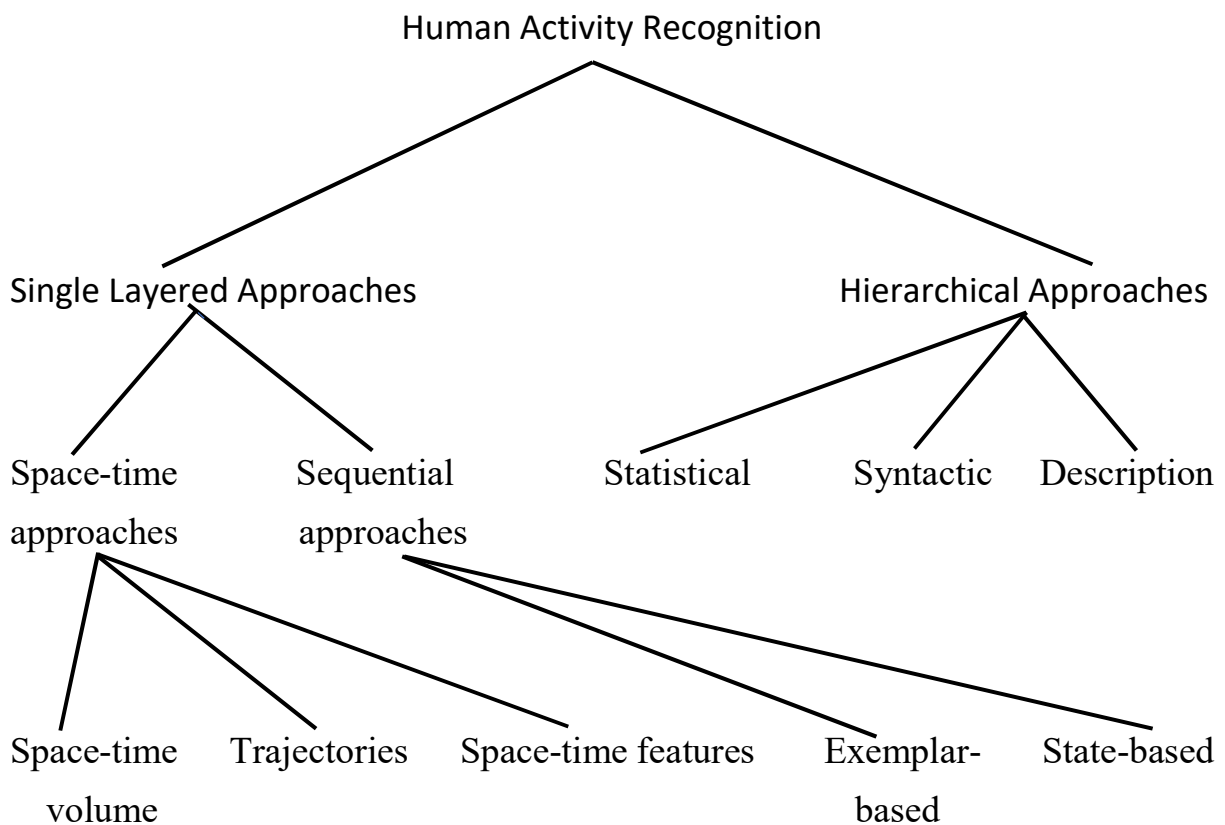 Human Activity Recognition
Single Layered Approaches
Hierarchical Approaches
Space-time
approaches
Sequential
approaches
Statistical
Syntactic
Description
Space-time
volume
Trajectories
Space-time features
Exemplar-
based
State-based